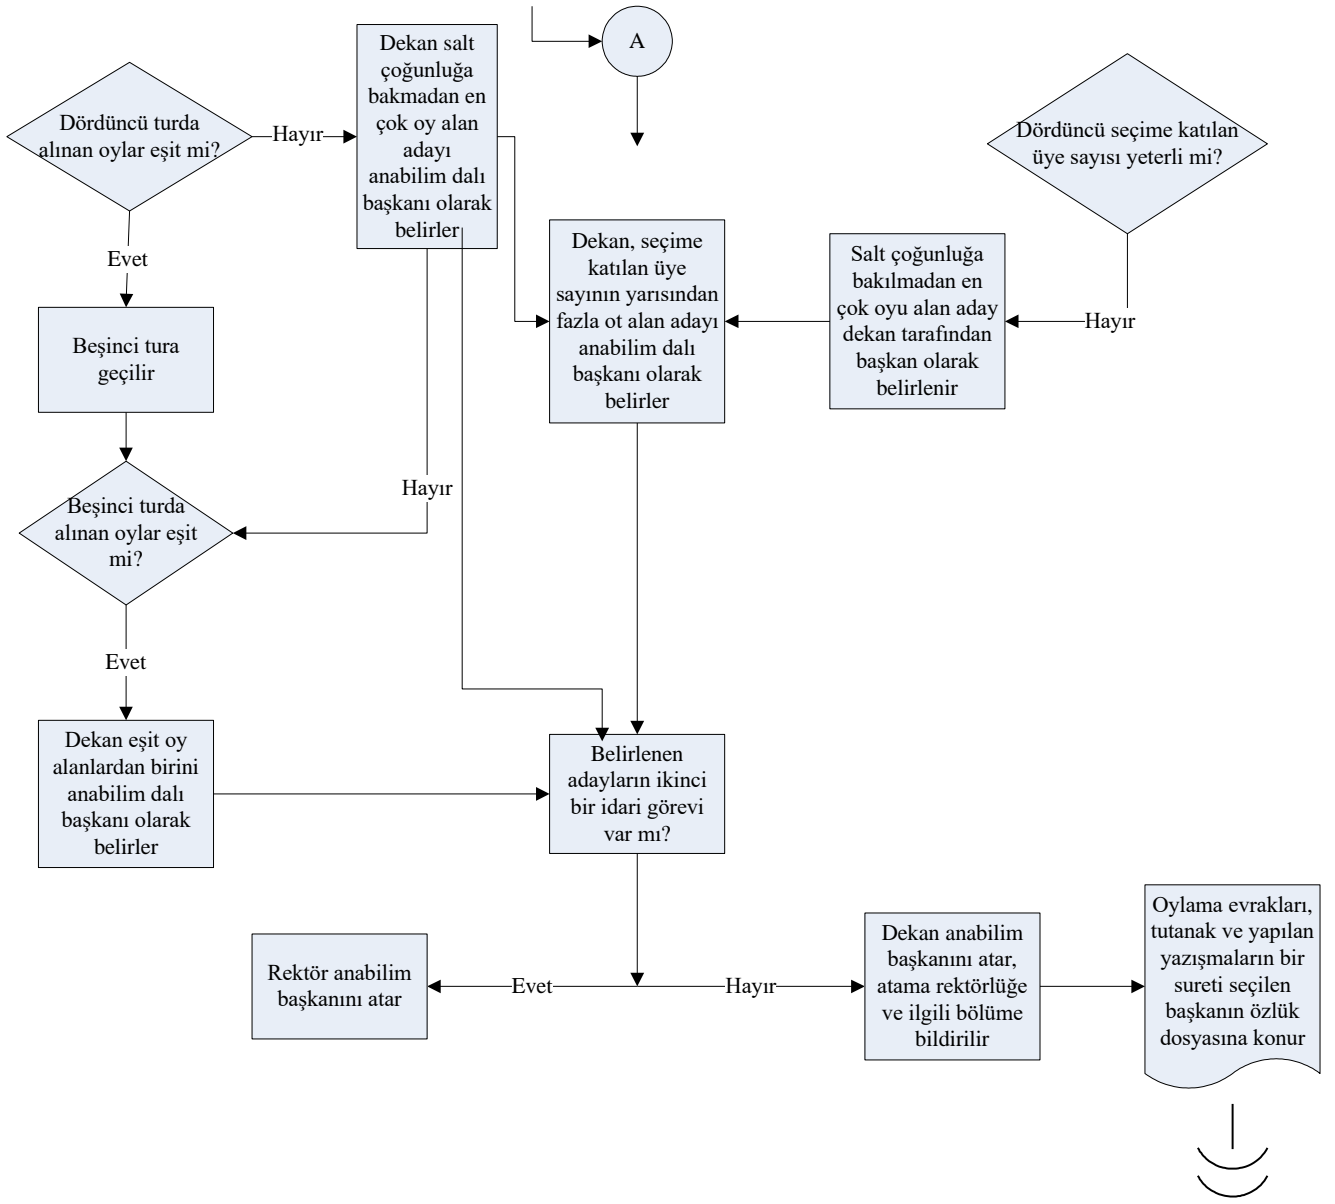 Dekan salt
çoğunluğa
bakmadan en
çok oy alan
adayı
anabilim dalı
başkanı olarak
belirler
A
Dördüncü turda
alınan oylar eşit mi?
Hayır
Dördüncü seçime katılan
üye sayısı yeterli mi?
Evet
Dekan, seçime
katılan üye
sayının yarısından
fazla ot alan adayı
anabilim dalı
başkanı olarak
belirler
Salt çoğunluğa
bakılmadan en
çok oyu alan aday
dekan tarafından
başkan olarak
belirlenir
Hayır
Beşinci tura
geçilir
Hayır
Beşinci turda
alınan oylar eşit
mi?
Evet
Dekan eşit oy
alanlardan birini
anabilim dalı
başkanı olarak
belirler
Belirlenen
adayların ikinci
bir idari görevi
var mı?
Rektör anabilim
başkanını atar
Evet
Hayır
Dekan anabilim
başkanını atar,
atama rektörlüğe
ve ilgili bölüme
bildirilir
Oylama evrakları,
tutanak ve yapılan
yazışmaların bir
sureti seçilen
başkanın özlük
dosyasına konur